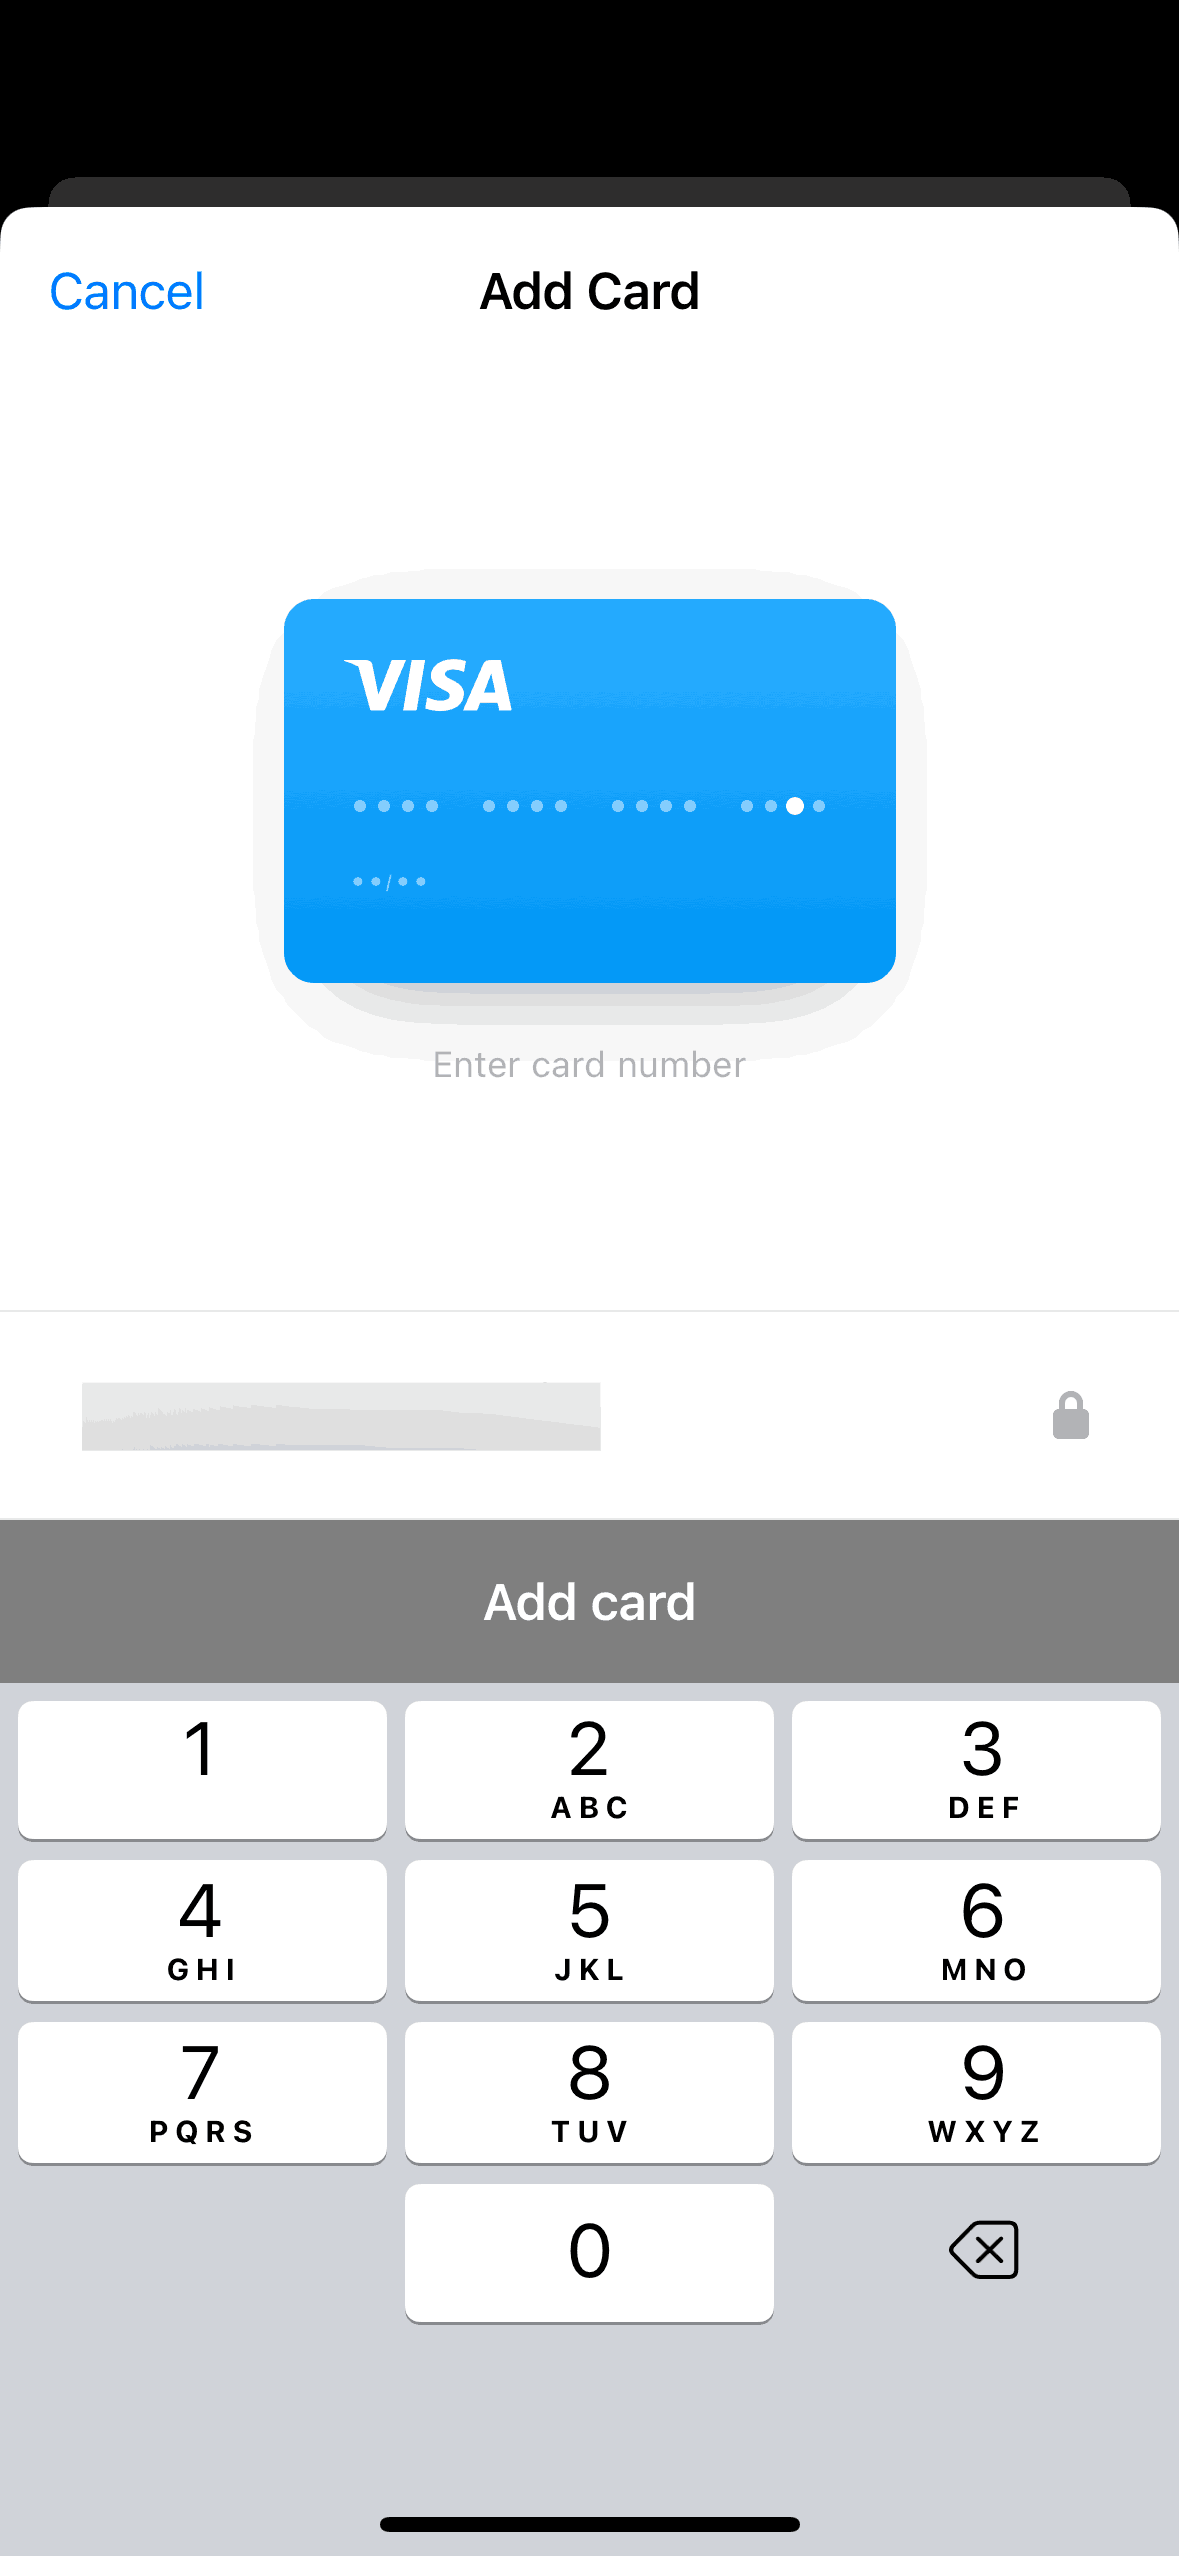 Cancel
Add Card
VISA
•••• •••• •••• ••••
••/••
Enter card number
Add card
1
2
ABC
3
DEF
4
GHI
5
JKL
6
MNO
7
PQRS
8
TUV
9
WXYZ
0